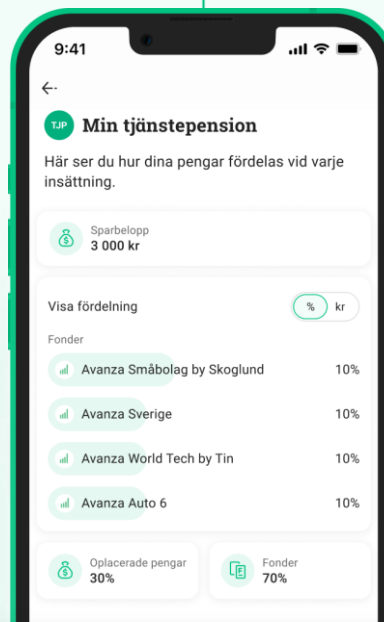 9:41
TJP Min tjänstepension
Här ser du hur dina pengar fördelas vid varje
insättning.
Sparbelopp
3 000 kr
Visa fördelning % kr
Fonder
Avanza Småbolag by Skoglund 10%
Avanza Sverige 10%
Avanza World Tech by Tin 10%
Avanza Auto 6 10%
Oplacerade pengar
30%
Fonder
70%